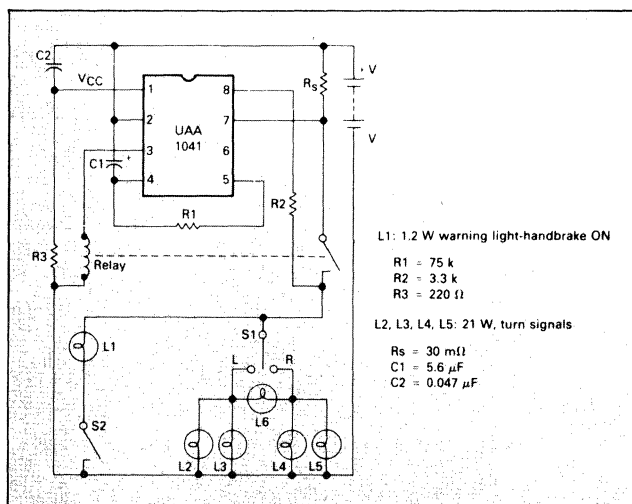 C2
V
VCC
1
8
RS
2
UAA
1041
7
V
3
6
C1
+
4
5
R2
R1
R3
Relay
L1: 1.2 W warning light-handbrake ON
R1 = 75 k
R2 = 3.3 k
R3 = 220 Ω
L2, L3, L4, L5: 21 W, turn signals
Rs = 30 mΩ
C1 = 5.6 μF
C2 = 0.047 μF
S1
L1
L
R
L6
S2
L2
L3
L4
L5